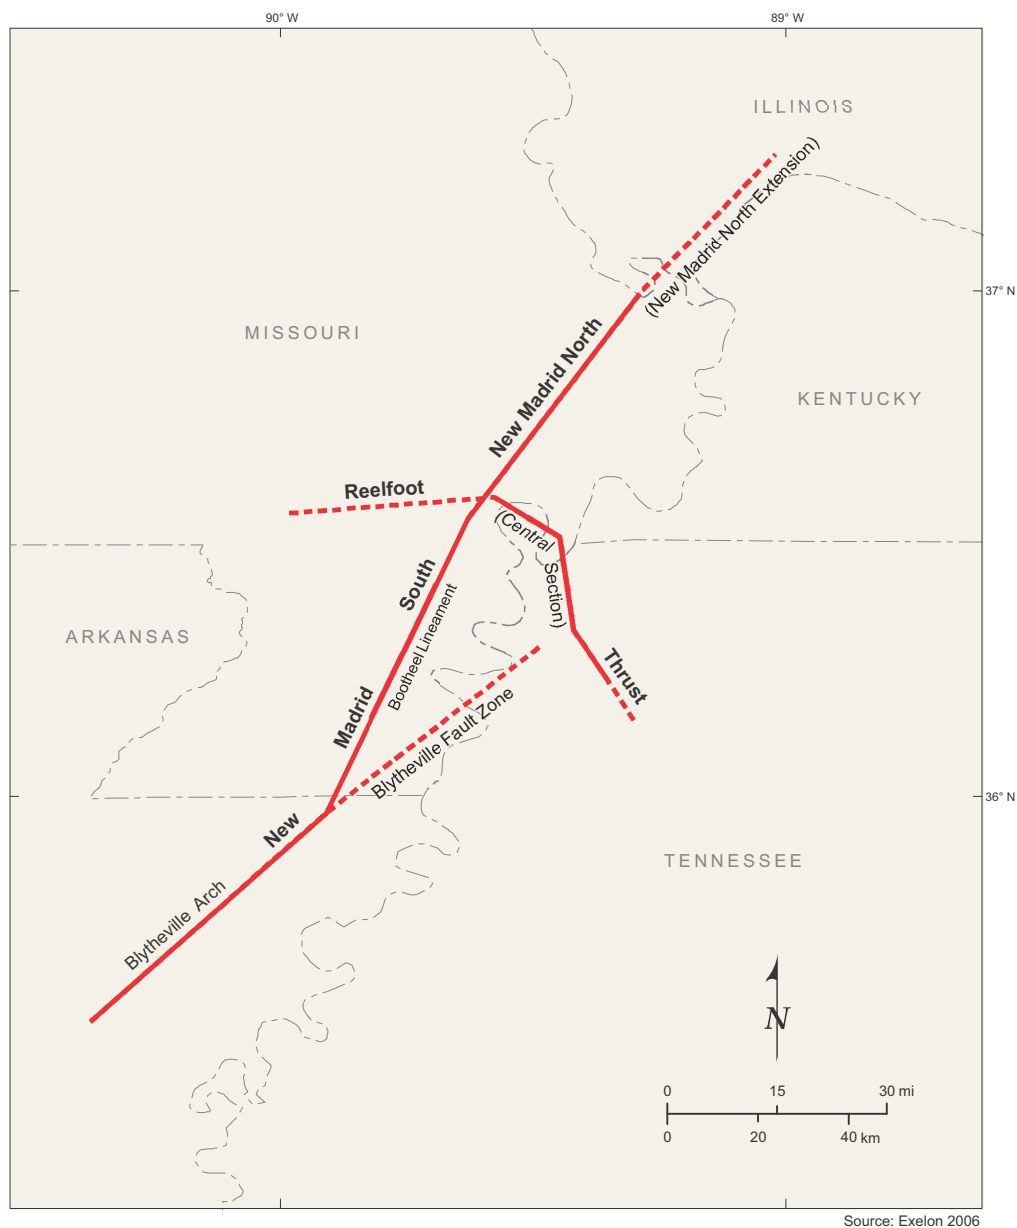 90° W
89° W
ILLINOIS
(New Madrid North Extension)
37° N
MISSOURI
New Madrid North
KENTUCKY
Reelfoot
(Central
Section)
South
Bootheel Lineament
ARKANSAS
Thrust
Madrid
Blytheville Fault Zone
36° N
New
TENNESSEE
Blytheville Arch
N
0 15 30 mi
0 20 40 km
Source: Exelon 2006